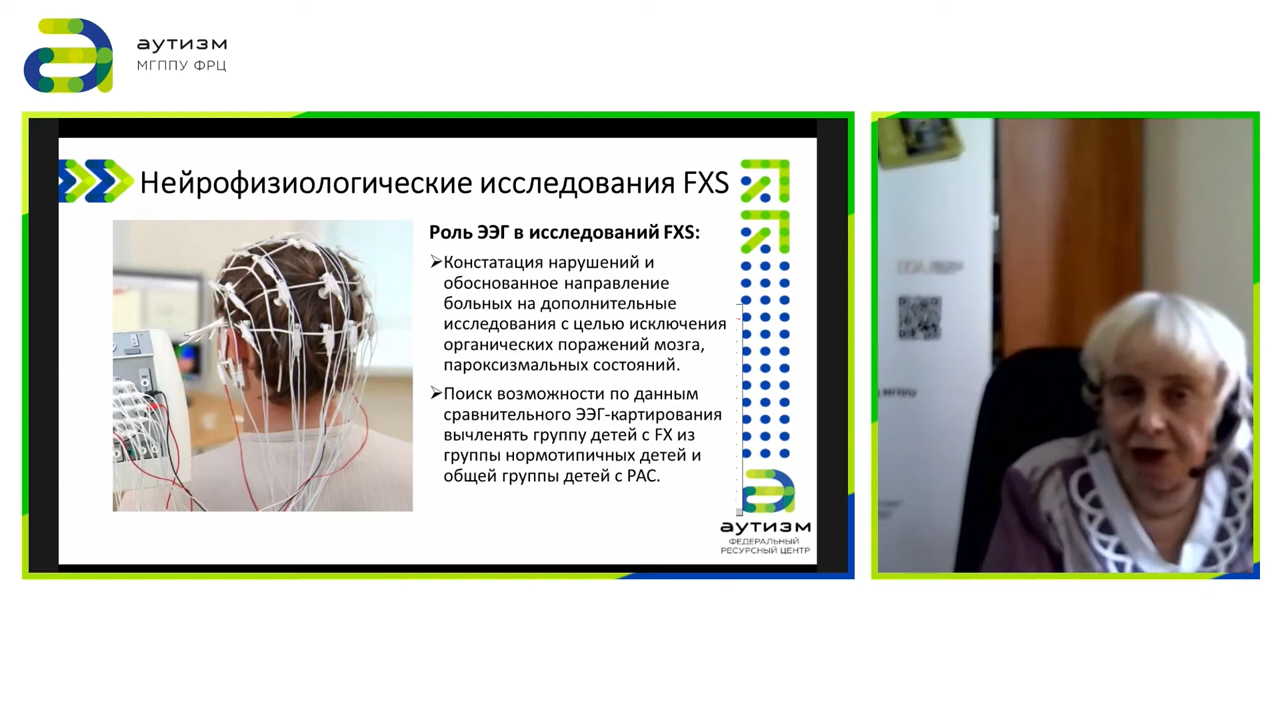 аутизм
МГППУ ФРЦ
Нейрофизиологические исследования FXS
Роль ЭЭГ в исследований FXS:
➢Констатация нарушений и
обоснованное направление
больных на дополнительные
исследования с целью исключения
органических поражений мозга,
пароксизмальных состояний.
➢Поиск возможности по данным
сравнительного ЭЭГ-картирования
вычленять группу детей с FX из
группы нормотипичных детей и
общей группы детей с РАС.
аутизм
ФЕДЕРАЛЬНЫЙ
РЕСУРСНЫЙ ЦЕНТР